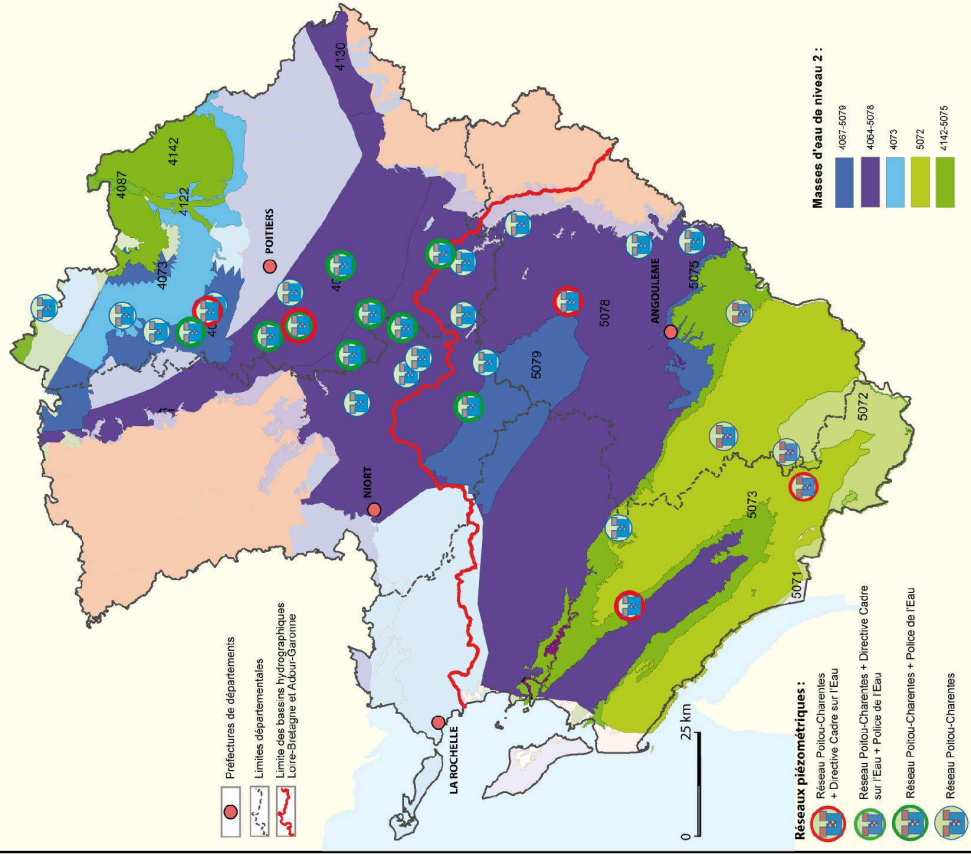 Préfectures de départements
Limites départementales
Limite des bassins hydrographiques
Loire-Bretagne et Adour-Garonne
4130
4142
4087
4122
4073
POITIERS
NIORT
LA ROCHELLE
5079
5078
ANGOULEME
5075
5072
5073
5071
0
25 km
Masses d'eau de niveau 2 :
4067-5079
4064-5078
4073
5072
4142-5075
Réseaux piézométriques :
Réseau Poitou-Charentes
+ Directive Cadre sur l'Eau
Réseau Poitou-Charentes + Directive Cadre
sur l'Eau + Police de l'Eau
Réseau Poitou-Charentes + Police de l'Eau
Réseau Poitou-Charentes